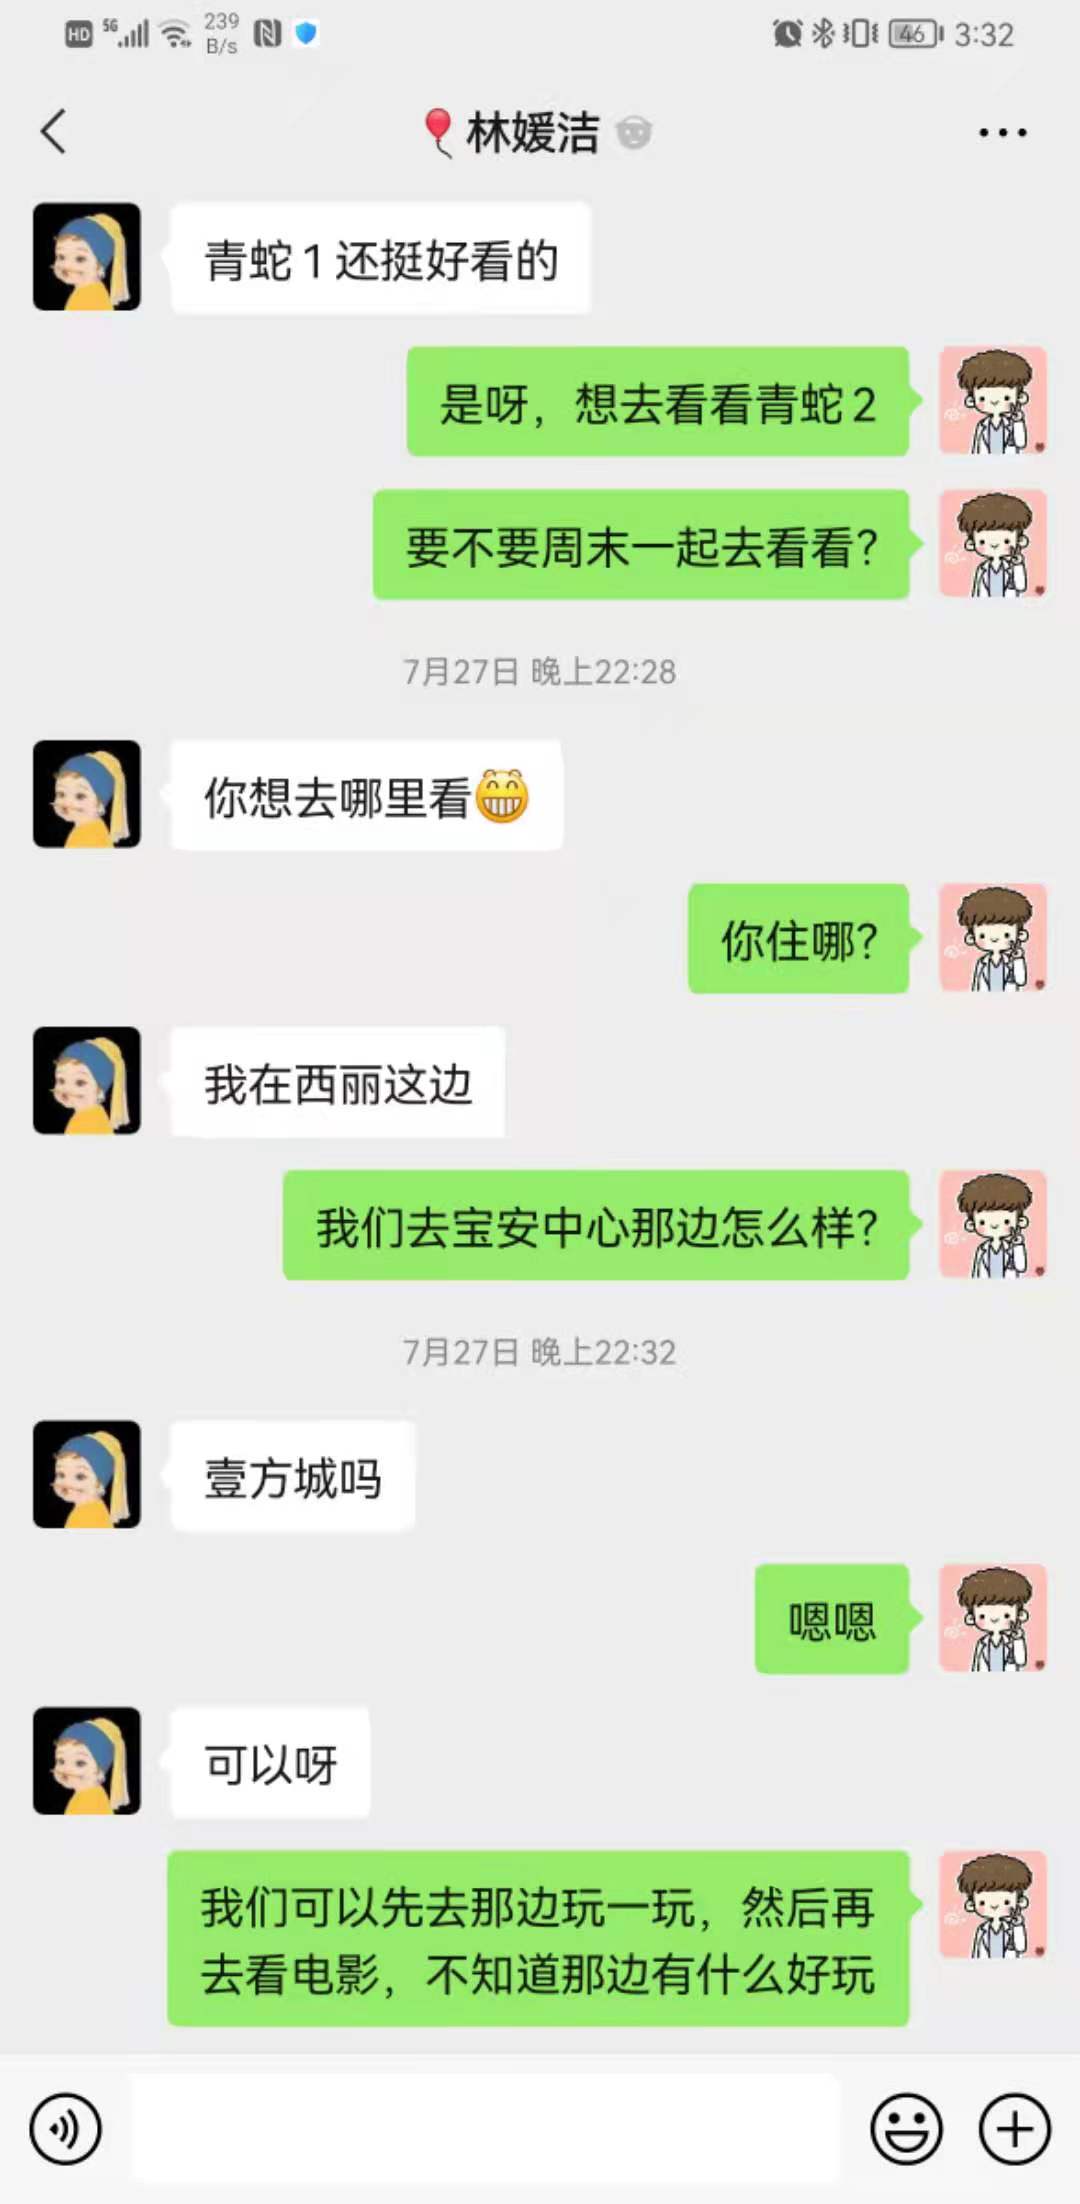 HD 5G 239 B/s 46 3:32
林媛洁
青蛇1还挺好看的
是呀，想去看看青蛇2
要不要周末一起去看看？
7月27日 晚上22:28
你想去哪里看
你住哪？
我在西丽这边
我们去宝安中心那边怎么样？
7月27日 晚上22:32
壹方城吗
嗯嗯
可以呀
我们可以先去那边玩一玩，然后再
去看电影，不知道那边有什么好玩